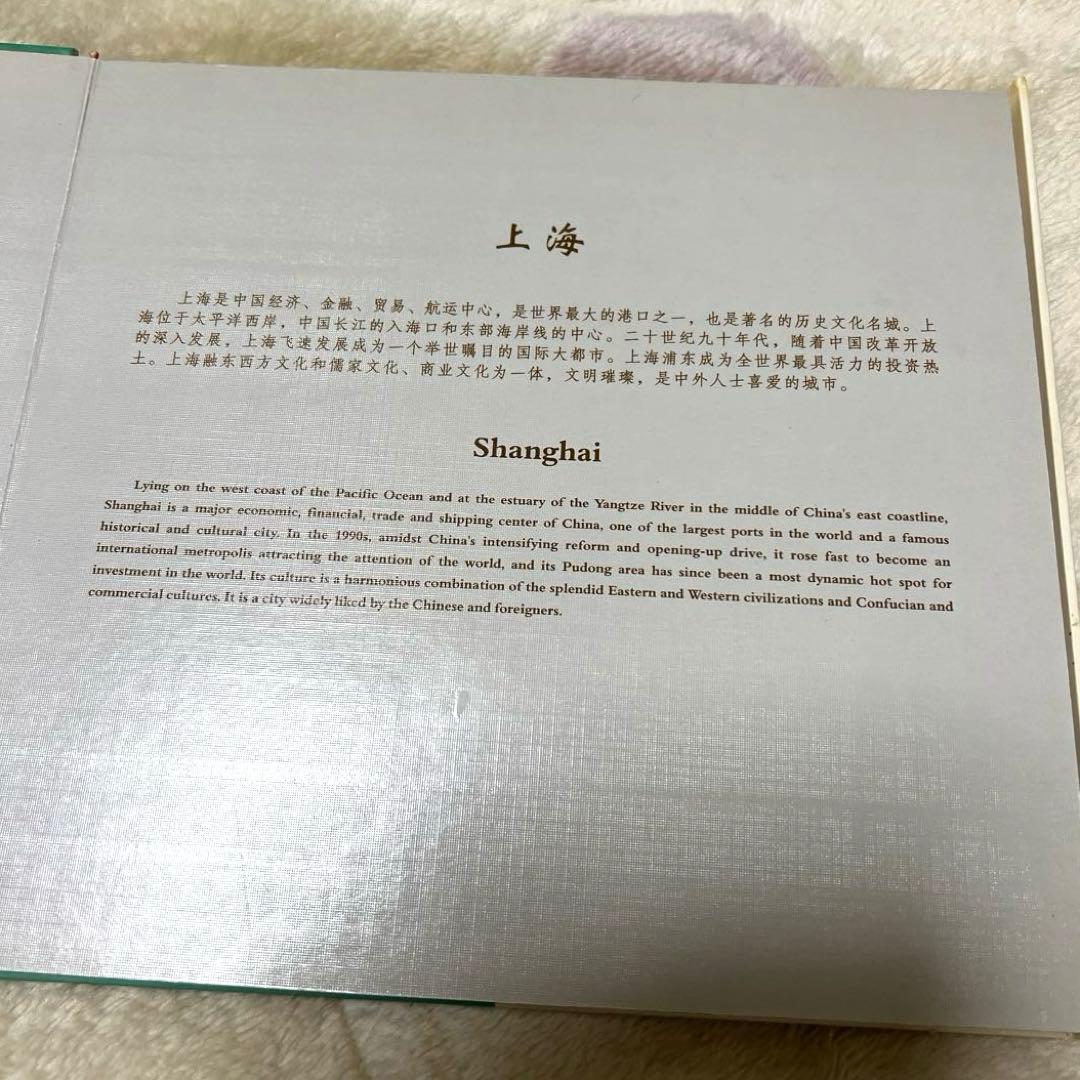 上海
上海是中国经济、金融、贸易、航运中心，是世界最大的港口之一，也是著名的历史文化名城。上
海位于太平洋西岸，中国长江的入海口和东部海岸线的中心。二十世纪九十年代，随着中国改革开放
的深入发展，上海飞速发展成为一个举世瞩目的国际大都市。上海浦东成为全世界最具活力的投资热
土。上海融东西方文化和儒家文化、商业文化为一体，文明璀璨，是中外人士喜爱的城市。
Shanghai
Lying on the west coast of the Pacific Ocean and at the estuary of the Yangtze River in the middle of China's east coastline,
Shanghai is a major economic, financial, trade and shipping center of China, one of the largest ports in the world and a famous
historical and cultural city. In the 1990s, amidst China's intensifying reform and opening-up drive, it rose fast to become an
international metropolis attracting the attention of the world, and its Pudong area has since been a most dynamic hot spot for
investment in the world. Its culture is a harmonious combination of the splendid Eastern and Western civilizations and Confucian and
commercial cultures. It is a city widely liked by the Chinese and foreigners.